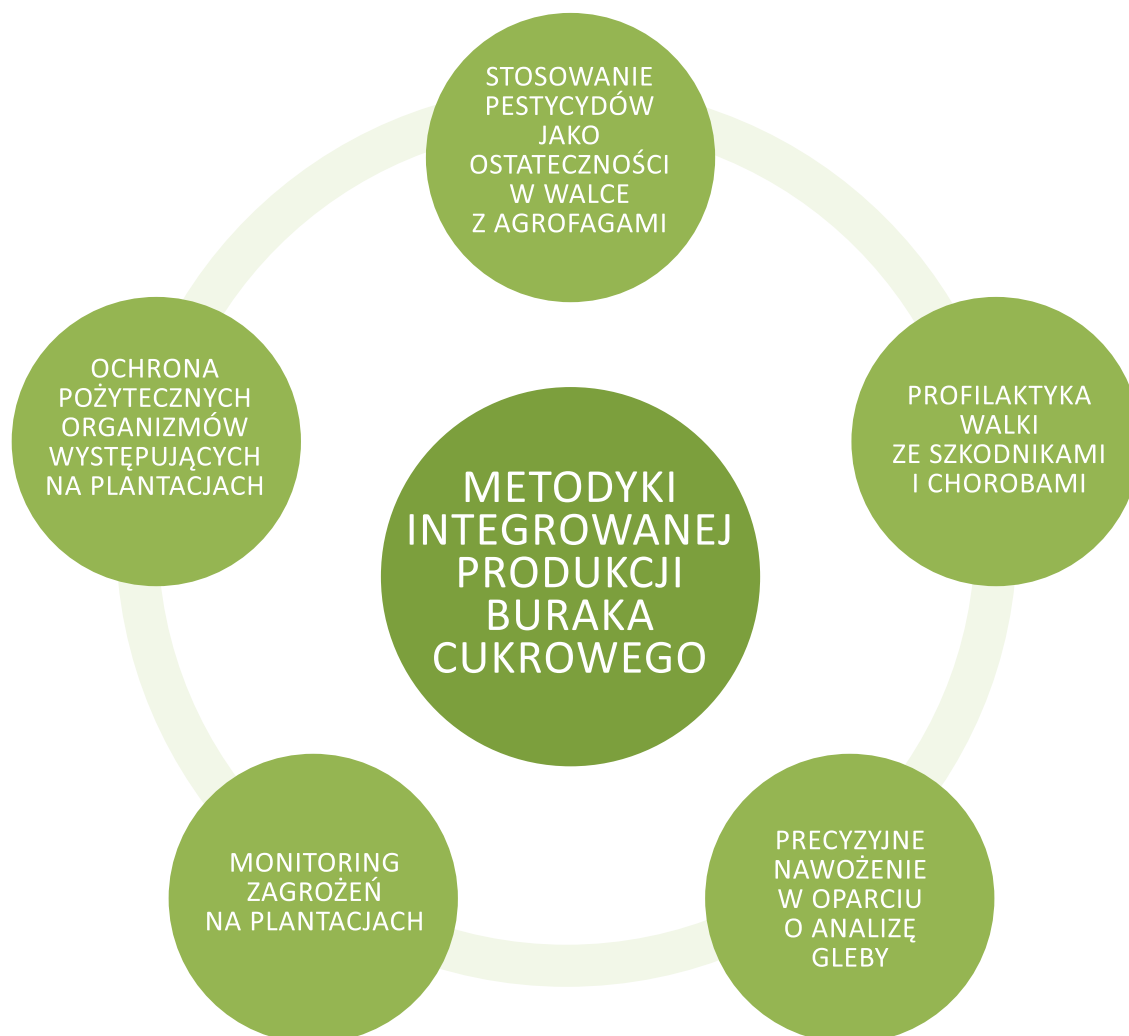 STOSOWANIE
PESTYCYDÓW
JAKO
OSTATECZNOŚCI
W WALCE
Z AGROFAGAMI
PROFILAKTYKA
WALKI
ZE SZKODNIKAMI
I CHOROBAMI
PRECYZYJNE
NAWOŻENIE
W OPARCIU
O ANALIZĘ
GLEBY
MONITORING
ZAGROŻEŃ
NA PLANTACJACH
OCHRONA
POŻYTECZNYCH
ORGANIZMÓW
WYSTĘPUJĄCYCH
NA PLANTACJACH
METODYKI
INTEGROWANEJ
PRODUKCJI
BURAKA
CUKROWEGO